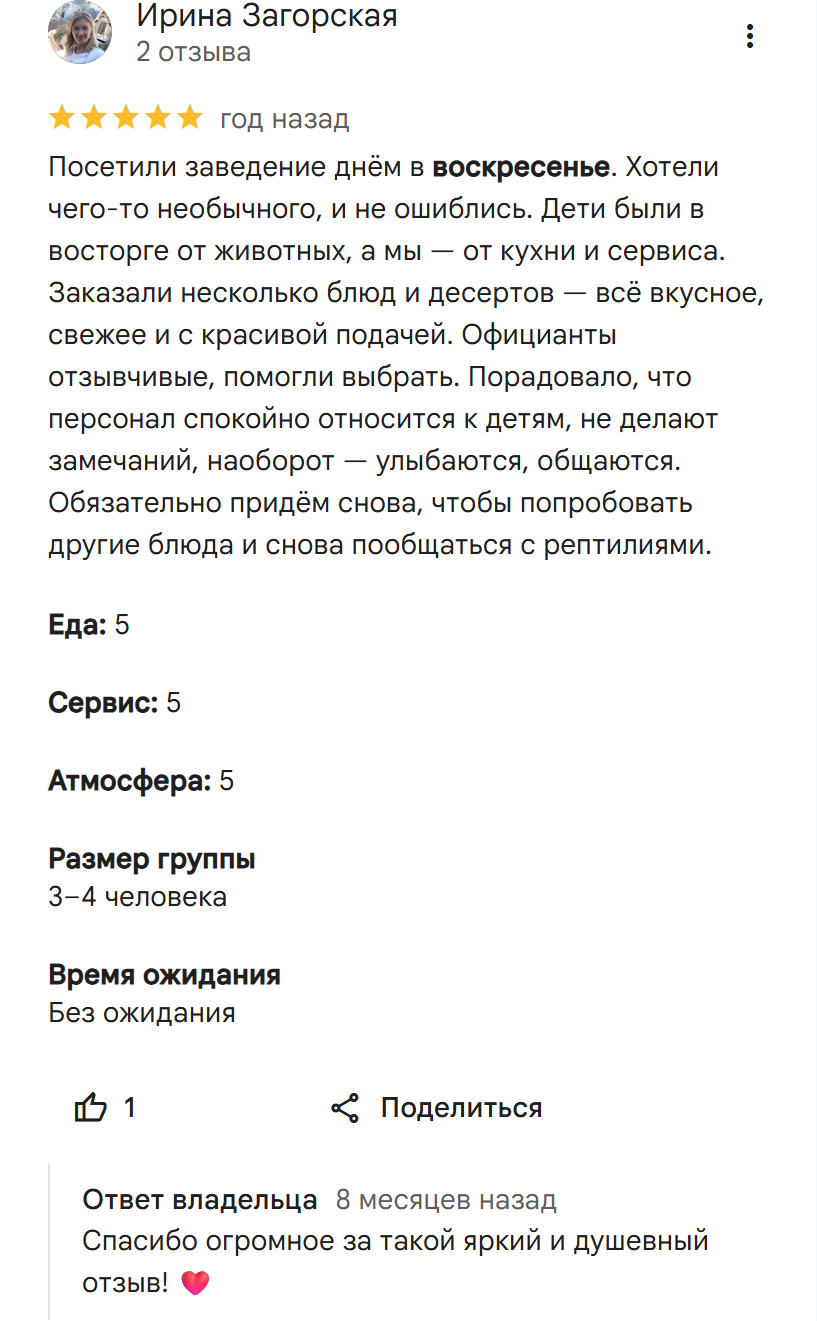 Ирина Загорская
2 отзыва
год назад
Посетили заведение днём в воскресенье. Хотели
чего-то необычного, и не ошиблись. Дети были в
восторге от животных, а мы — от кухни и сервиса.
Заказали несколько блюд и десертов — всё вкусное,
свежее и с красивой подачей. Официанты
отзывчивые, помогли выбрать. Порадовало, что
персонал спокойно относится к детям, не делают
замечаний, наоборот — улыбаются, общаются.
Обязательно придём снова, чтобы попробовать
другие блюда и снова пообщаться с рептилиями.
Еда: 5
Сервис: 5
Атмосфера: 5
Размер группы
3–4 человека
Время ожидания
Без ожидания
1
Поделиться
Ответ владельца 8 месяцев назад
Спасибо огромное за такой яркий и душевный
отзыв! ❤️